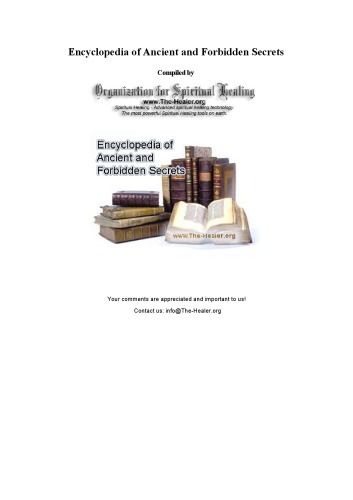 Encyclopedia of Ancient and Forbidden Secrets
Compiled by
Organization for Spiritual Healing
www.The-Healer.org
Spiritual Healing - Advanced spiritual healing technology.
The most powerful Spiritual Healing tools on earth.
Encyclopedia of
Ancient and
Forbidden Secrets
www.The-Healer.org
Your comments are appreciated and important to us!
Contact us: info@The-Healer.org